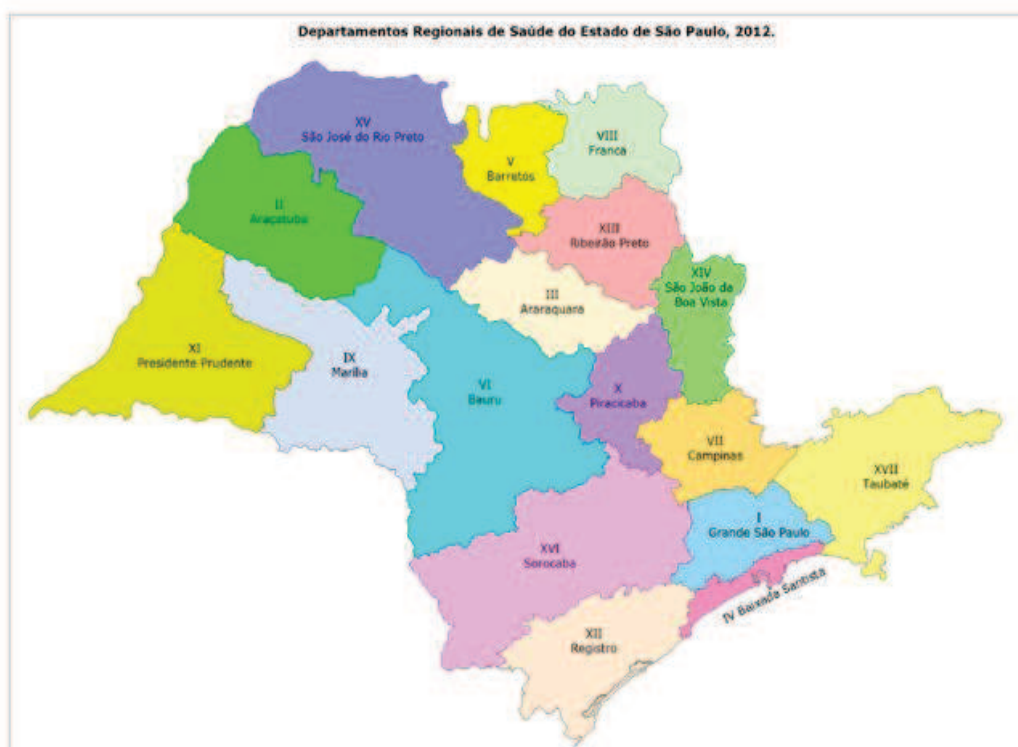 Departamentos Regionais de Saúde do Estado de São Paulo, 2012.
XV
São José do Rio Preto
VIII
Franca
V
Barretos
II
Araçatuba
XIII
Ribeirão Preto
XIV
São João da
Boa Vista
III
Araraquara
XI
Presidente Prudente
IX
Marília
VI
Bauru
X
Piracicaba
VII
Campinas
XVII
Taubaté
I
Grande São Paulo
XVI
Sorocaba
IV Baixada Santista
XII
Registro